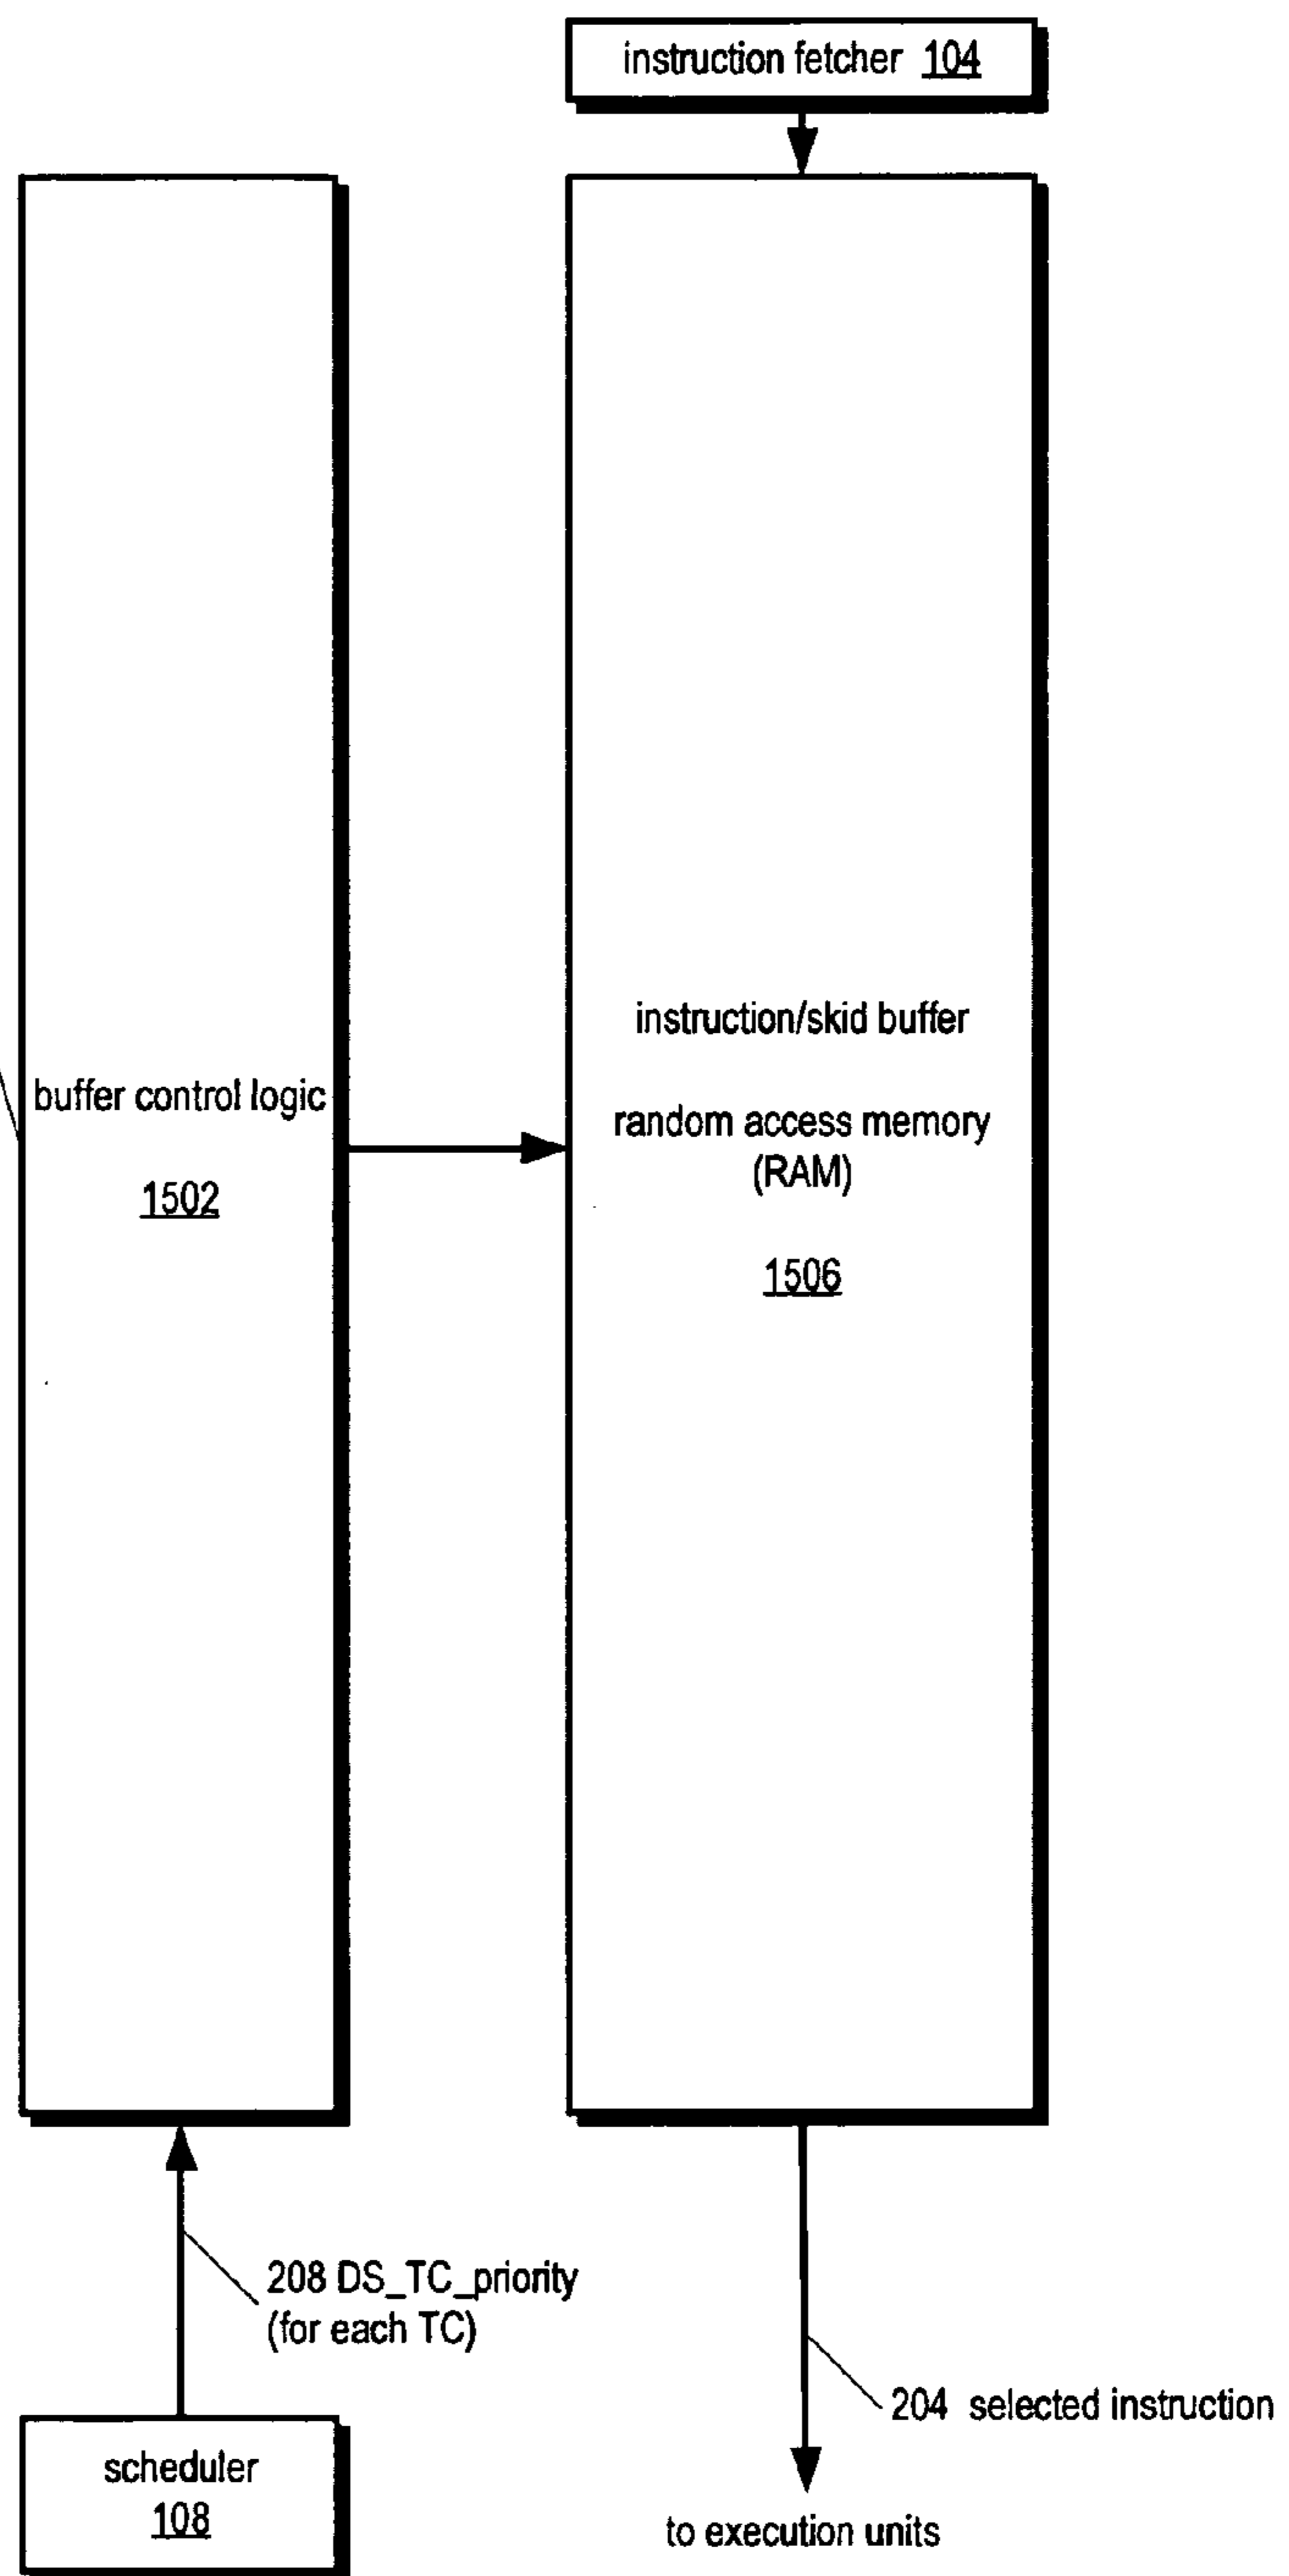 instruction fetcher 104
buffer control logic
1502
instruction/skid buffer
random access memory
(RAM)
1506
208 DS_TC_priority
(for each TC)
204 selected instruction
scheduler
108
to execution units